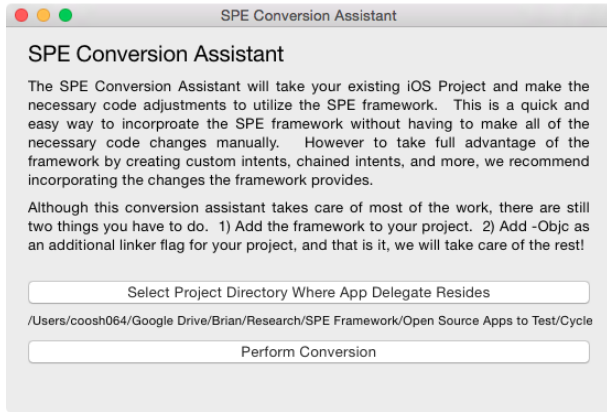 SPE Conversion Assistant
SPE Conversion Assistant
The SPE Conversion Assistant will take your existing iOS Project and make the
necessary code adjustments to utilize the SPE framework. This is a quick and
easy way to incorproate the SPE framework without having to make all of the
necessary code changes manually. However to take full advantage of the
framework by creating custom intents, chained intents, and more, we recommend
incorporating the changes the framework provides.
Although this conversion assistant takes care of most of the work, there are still
two things you have to do. 1) Add the framework to your project. 2) Add -Objc as
an additional linker flag for your project, and that is it, we will take care of the rest!
Select Project Directory Where App Delegate Resides
/Users/coosh064/Google Drive/Brian/Research/SPE Framework/Open Source Apps to Test/Cycle
Perform Conversion